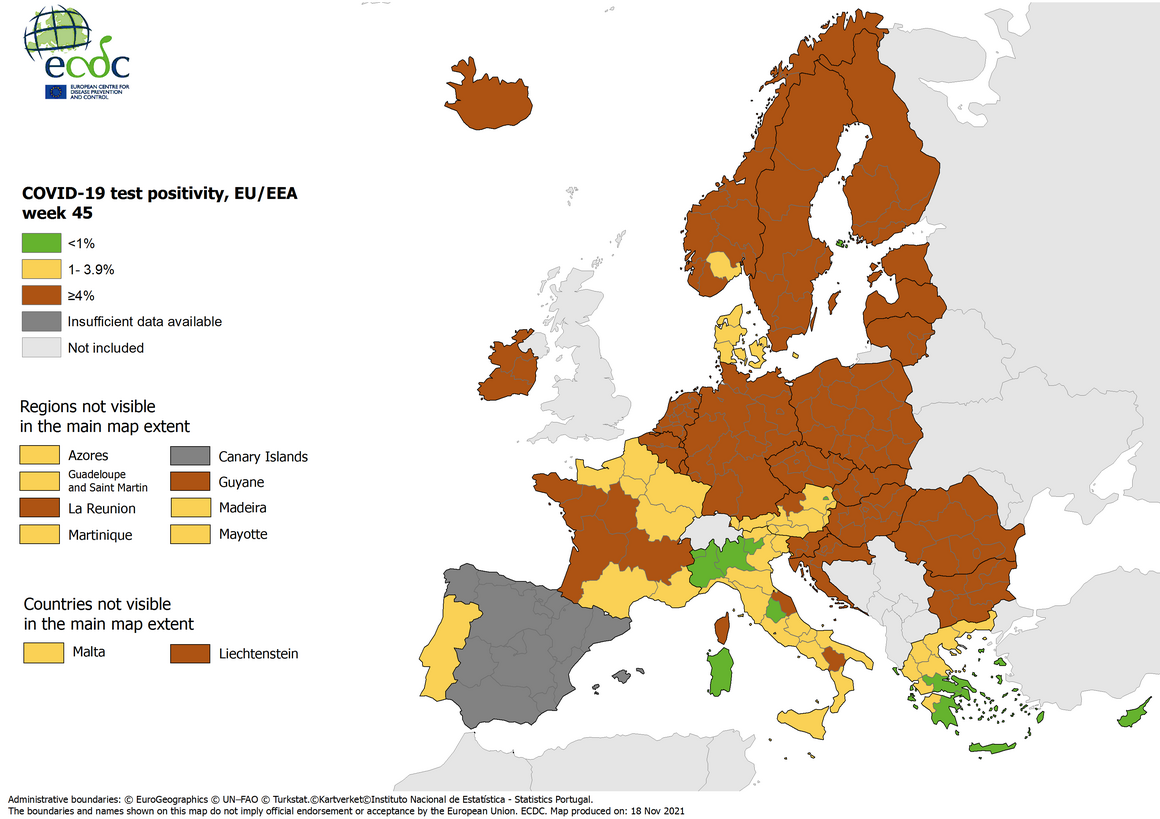 ecdc
EUROPEAN CENTRE FOR
DISEASE PREVENTION
AND CONTROL
COVID-19 test positivity, EU/EEA
week 45
<1%
1- 3.9%
≥4%
Insufficient data available
Not included
Regions not visible
in the main map extent
Azores
Canary Islands
Guadeloupe
and Saint Martin
Guyane
La Reunion
Madeira
Martinique
Mayotte
Countries not visible
in the main map extent
Malta
Liechtenstein
Administrative boundaries: © EuroGeographics © UN–FAO © Turkstat.©Kartverket©Instituto Nacional de Estatística - Statistics Portugal.
The boundaries and names shown on this map do not imply official endorsement or acceptance by the European Union. ECDC. Map produced on: 18 Nov 2021